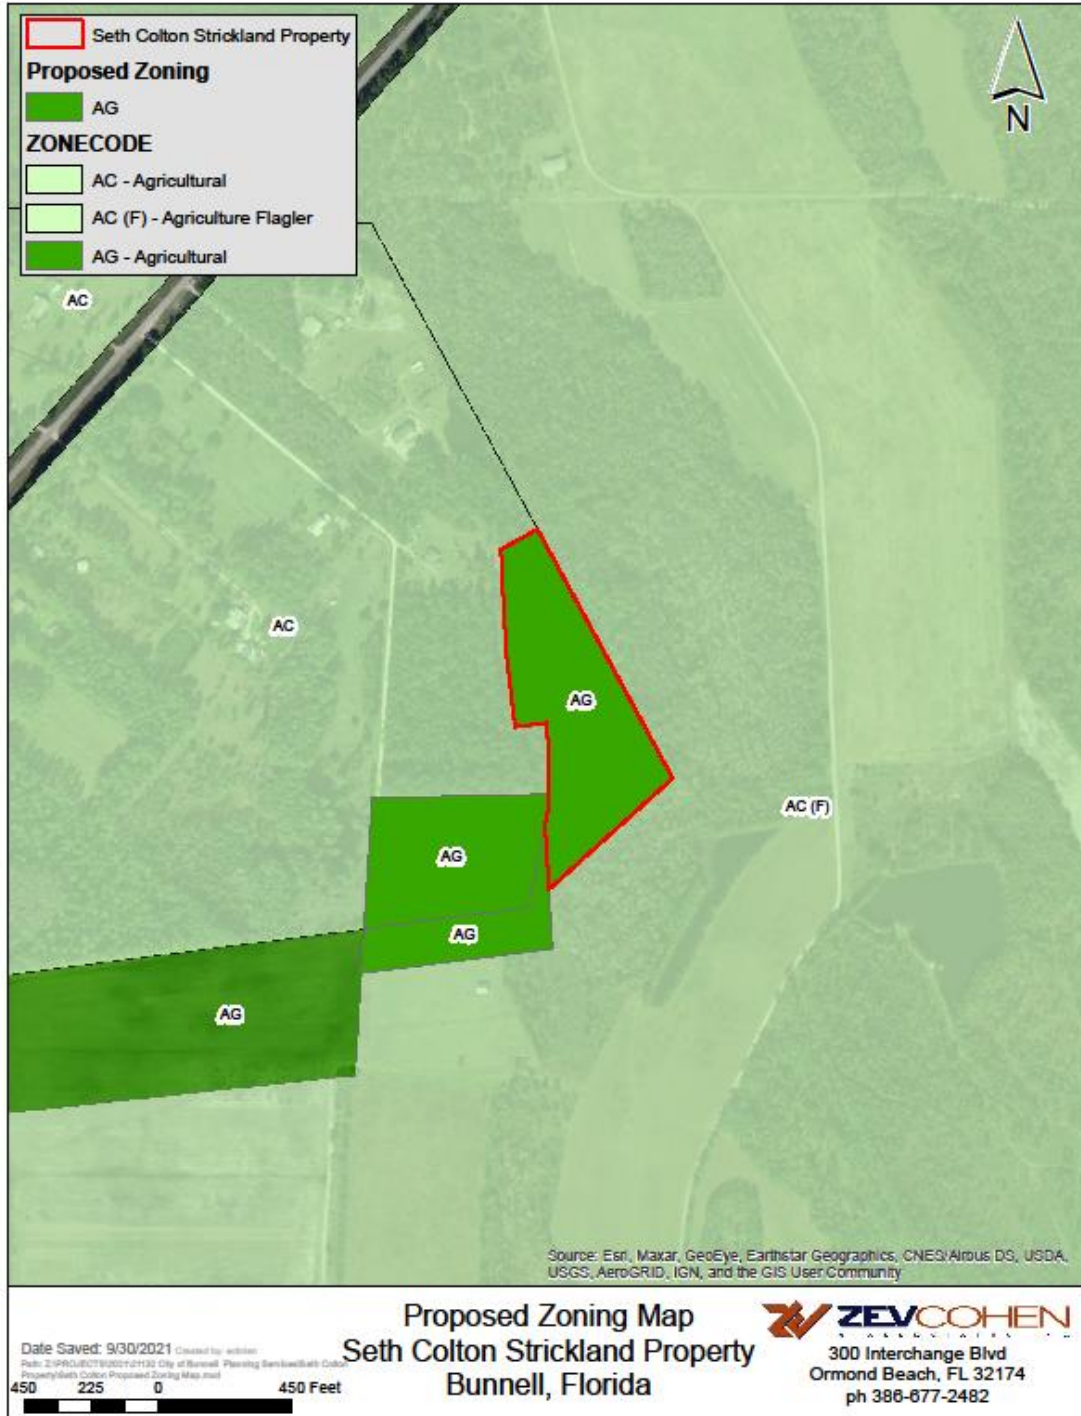 Seth Colton Strickland Property
Proposed Zoning
AG
ZONECODE
AC - Agricultural
AC (F) - Agriculture Flagler
AG - Agricultural
N
AC
AC
AG
AC (F)
AG
AG
AG
Source: Esri, Maxar, GeoEye, Earthstar Geographics, CNES/Airbus DS, USDA,
USGS, AeroGRID, IGN, and the GIS User Community
Proposed Zoning Map
Seth Colton Strickland Property
Bunnell, Florida
Date Saved: 9/30/2021 Created by:
450 225 0 450 Feet
ZEVCOHEN
300 Interchange Blvd
Ormond Beach, FL 32174
ph 386-677-2482